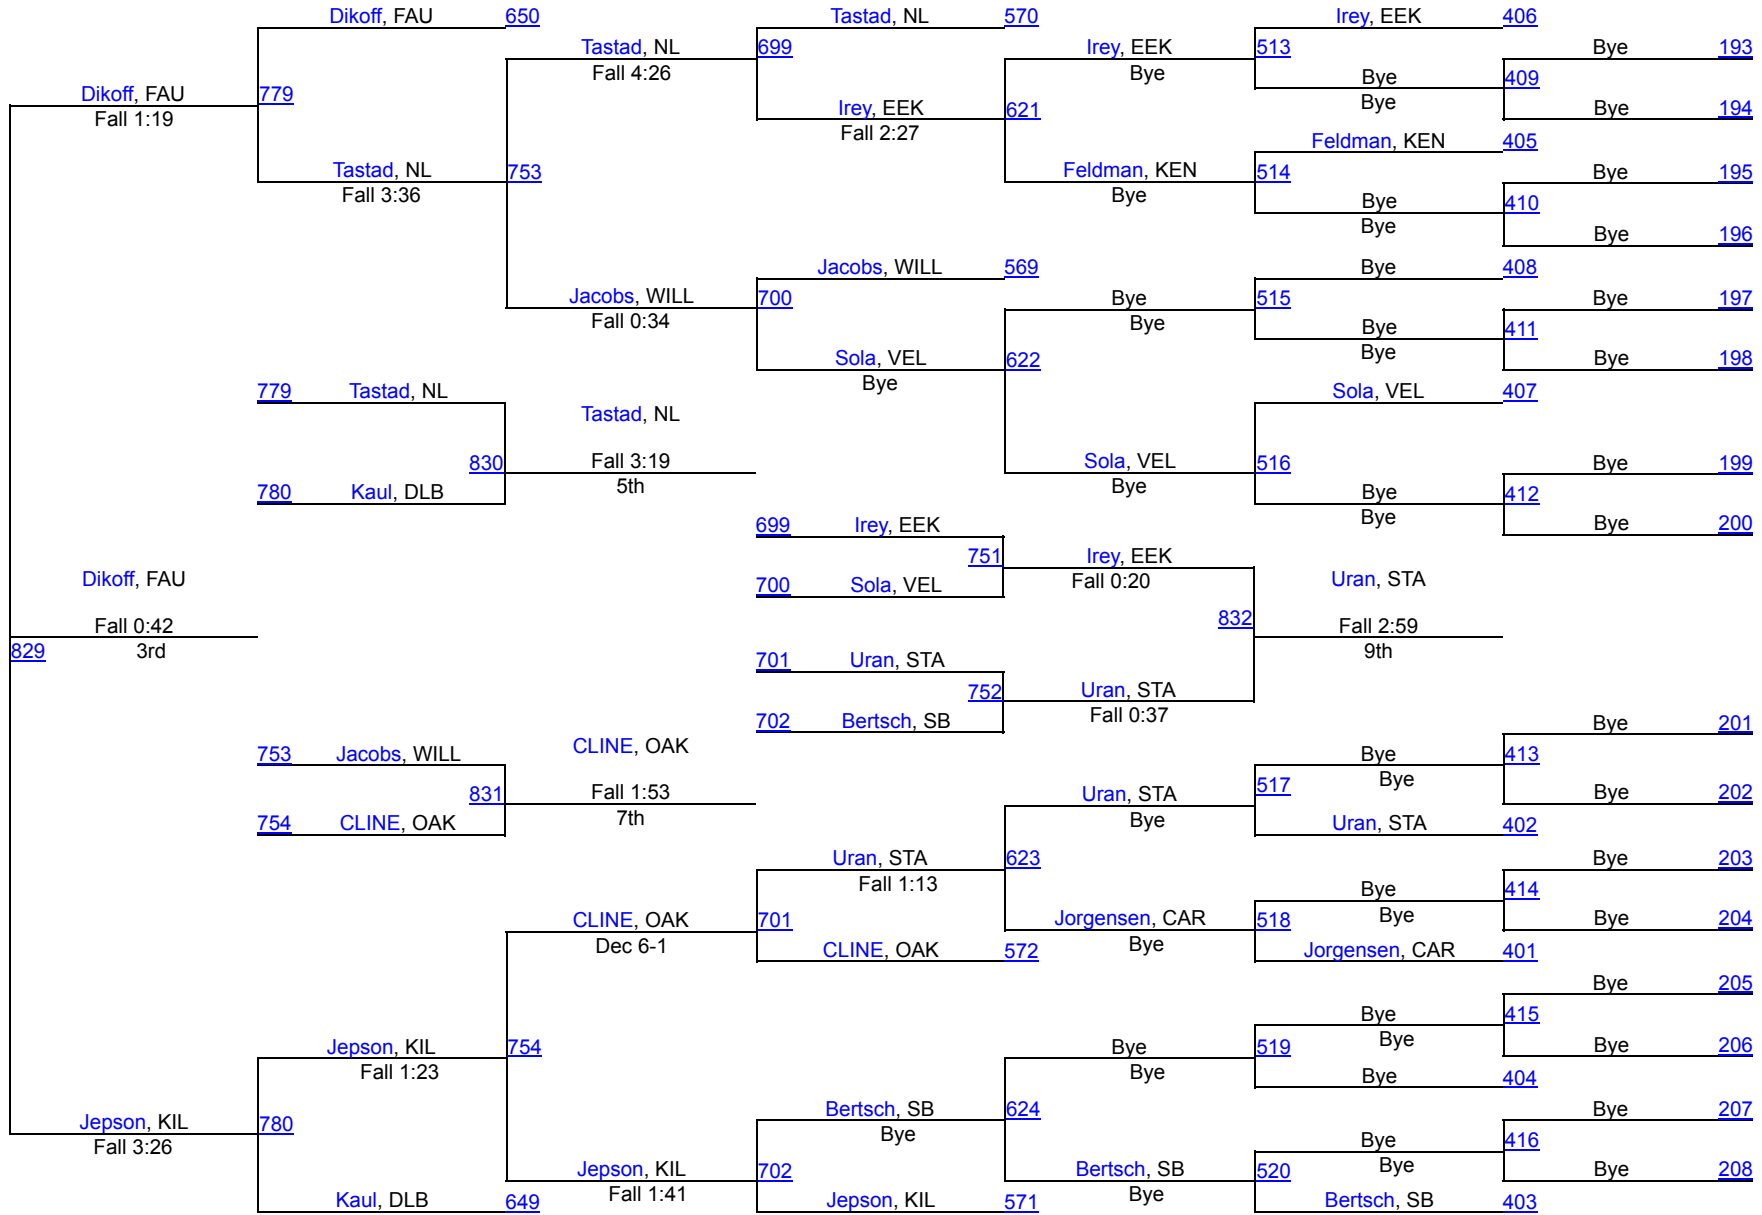 Dikoff, FAU 650 Tastad, NL 570 Irey, EEK 406
Tastad, NL 699 Irey, EEK 513 Bye 193
Fall 4:26 Bye Bye 409
Dikoff, FAU 779 Bye
Fall 1:19 Irey, EEK 621 Bye 194
Fall 2:27
Feldman, KEN 405
Tastad, NL 753 Feldman, KEN 514 Bye 195
Fall 3:36 Bye
Bye 410
Bye
Bye 196
Jacobs, WILL 569 Bye 408
Jacobs, WILL 700 Bye 515 Bye 197
Fall 0:34 Bye
Bye 411
Sola, VEL 622 Bye Bye 198
Bye
779 Tastad, NL Sola, VEL 407
Tastad, NL
830 Fall 3:19 Sola, VEL 516 Bye 199
5th Bye
780 Kaul, DLB Bye 412
Bye
699 Irey, EEK Bye 200
751 Irey, EEK
Fall 0:20
700 Sola, VEL
Dikoff, FAU Uran, STA
832
Fall 0:42 Fall 2:59
829 3rd 9th
701 Uran, STA
752 Uran, STA
Fall 0:37
702 Bertsch, SB Bye 201
753 Jacobs, WILL CLINE, OAK Bye 413
Bye
831 Fall 1:53 Uran, STA 517 Bye 202
7th Bye
754 CLINE, OAK Uran, STA 402
Uran, STA 623 Bye 203
Fall 1:13
Bye 414
CLINE, OAK 701 Jorgensen, CAR 518 Bye Bye 204
Dec 6-1 Bye
CLINE, OAK 572 Jorgensen, CAR 401
Bye 205
Bye 415
Bye
Jepson, KIL 754 Bye 519 Bye 206
Fall 1:23 Bye
Bye 404
Bertsch, SB 624 Bye 207
Jepson, KIL 780 Bye
Fall 3:26 Bye 416
Jepson, KIL 702 Bertsch, SB 520 Bye Bye 208
Fall 1:41 Bye
Kaul, DLB 649 Jepson, KIL 571 Bertsch, SB 403